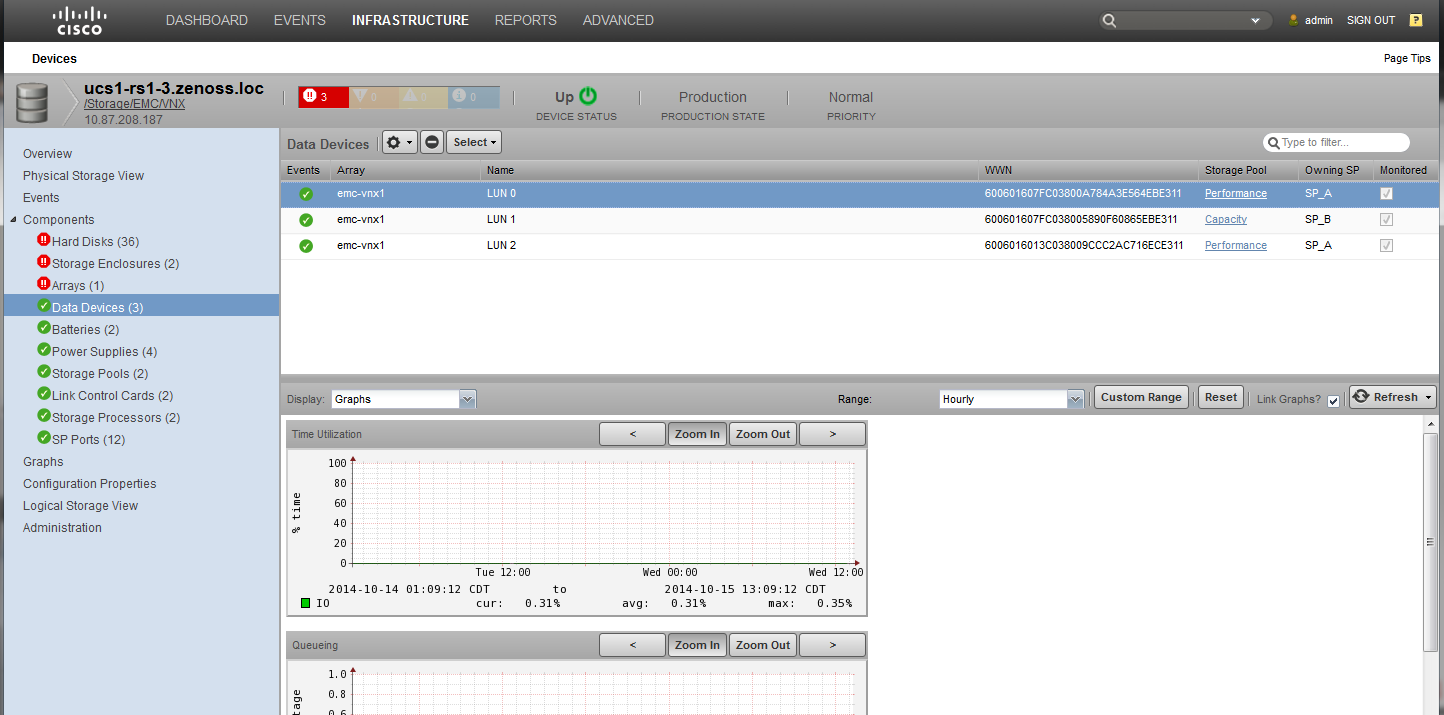 CISCO DASHBOARD EVENTS INFRASTRUCTURE REPORTS ADVANCED admin SIGN OUT ?
Devices Page Tips
ucs1-rs1-3.zenoss.loc
/Storage/EMC/VNX
10.87.208.187
3 0 0 0
Up
DEVICE STATUS
Production
PRODUCTION STATE
Normal
PRIORITY
Overview
Physical Storage View
Events
Components
Hard Disks (36)
Storage Enclosures (2)
Arrays (1)
Data Devices (3)
Batteries (2)
Power Supplies (4)
Storage Pools (2)
Link Control Cards (2)
Storage Processors (2)
SP Ports (12)
Graphs
Configuration Properties
Logical Storage View
Administration
Data Devices Select Type to filter...
Events Array Name WWN Storage Pool Owning SP Monitored
emc-vnx1 LUN 0 600601607FC03800A784A3E564EBE311 Performance SP_A
emc-vnx1 LUN 1 600601607FC038005890F60865EBE311 Capacity SP_B
emc-vnx1 LUN 2 6006016013C038009CCC2AC716ECE311 Performance SP_A
Display: Graphs Range: Hourly Custom Range Reset Link Graphs? Refresh
Time Utilization < Zoom In Zoom Out >
% time
100
80
60
40
20
0
Tue 12:00 Wed 00:00 Wed 12:00
2014-10-14 01:09:12 CDT to 2014-10-15 13:09:12 CDT
IO cur: 0.31% avg: 0.31% max: 0.35%
Queueing < Zoom In Zoom Out >
1.0
0.8
0.6